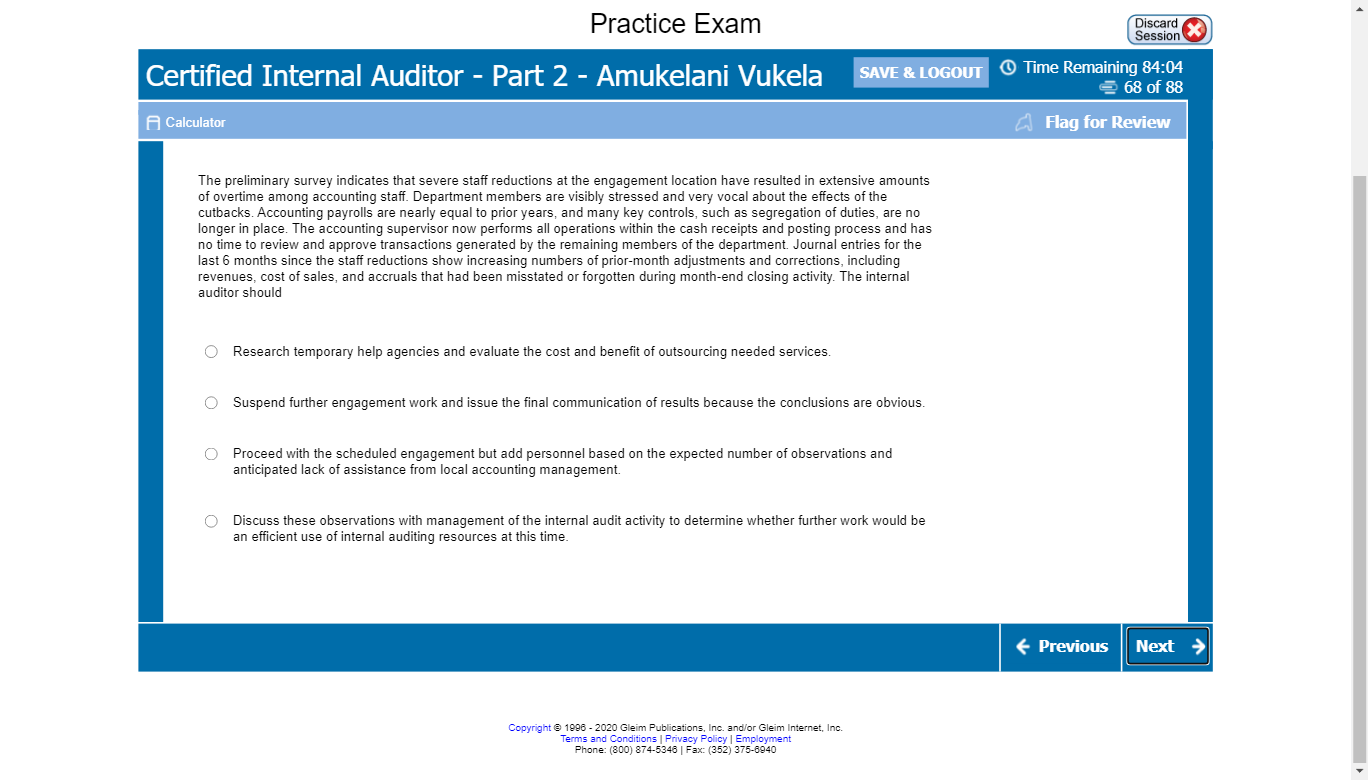 Practice Exam
Discard
Session
Certified Internal Auditor - Part 2 - Amukelani Vukela
SAVE & LOGOUT
Time Remaining 84:04
68 of 88
Calculator
Flag for Review
The preliminary survey indicates that severe staff reductions at the engagement location have resulted in extensive amounts
of overtime among accounting staff. Department members are visibly stressed and very vocal about the effects of the
cutbacks. Accounting payrolls are nearly equal to prior years, and many key controls, such as segregation of duties, are no
longer in place. The accounting supervisor now performs all operations within the cash receipts and posting process and has
no time to review and approve transactions generated by the remaining members of the department. Journal entries for the
last 6 months since the staff reductions show increasing numbers of prior-month adjustments and corrections, including
revenues, cost of sales, and accruals that had been misstated or forgotten during month-end closing activity. The internal
auditor should
Research temporary help agencies and evaluate the cost and benefit of outsourcing needed services.
Suspend further engagement work and issue the final communication of results because the conclusions are obvious.
Proceed with the scheduled engagement but add personnel based on the expected number of observations and
anticipated lack of assistance from local accounting management.
Discuss these observations with management of the internal audit activity to determine whether further work would be
an efficient use of internal auditing resources at this time.
Previous
Next
Copyright © 1996 - 2020 Gleim Publications, Inc. and/or Gleim Internet, Inc.
Terms and Conditions | Privacy Policy | Employment
Phone: (800) 874-5346 | Fax: (352) 375-6940